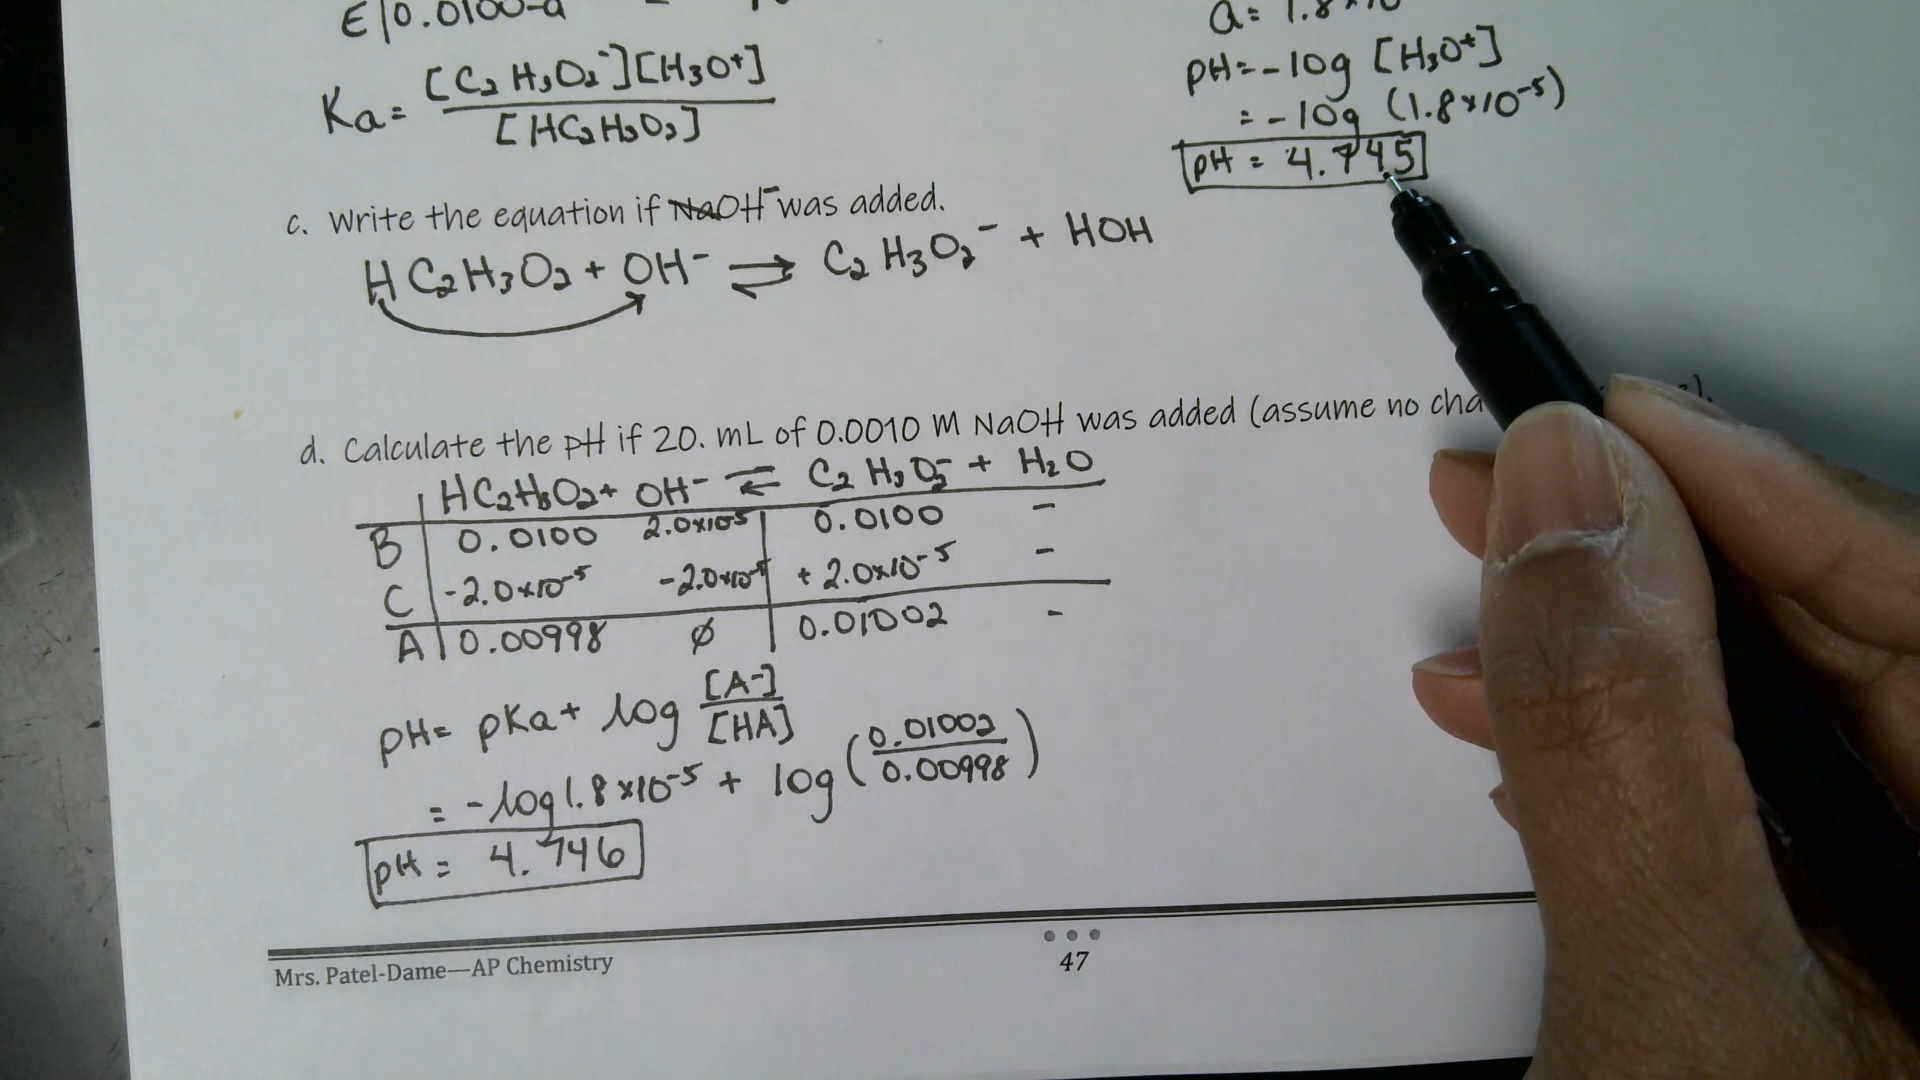 E|0.0100-a
Ka= [C₂H₃O₂⁻][H₃O⁺]
[HC₂H₃O₂]
a= 1.8×10
pH=-log [H₃O⁺]
= -log (1.8×10⁻⁵)
pH = 4.745
c. Write the equation if NaOH⁻ was added.
HC₂H₃O₂ + OH⁻ ⇌ C₂H₃O₂⁻ + HOH
d. Calculate the pH if 20. mL of 0.0010 M NaOH was added (assume no
HC₂H₃O₂ + OH⁻ ⇌ C₂H₃O₂⁻ + H₂O
B 0.0100 2.0×10⁻⁵ 0.0100 -
C -2.0×10⁻⁵ -2.0×10⁻⁵ + 2.0×10⁻⁵ -
A 0.00998 ∅ 0.01002 -
pH= pKa+ log [A-]
[HA]
= -log 1.8×10⁻⁵ + log (0.01002
0.00998)
pH = 4.746
Mrs. Patel-Dame—AP Chemistry
47